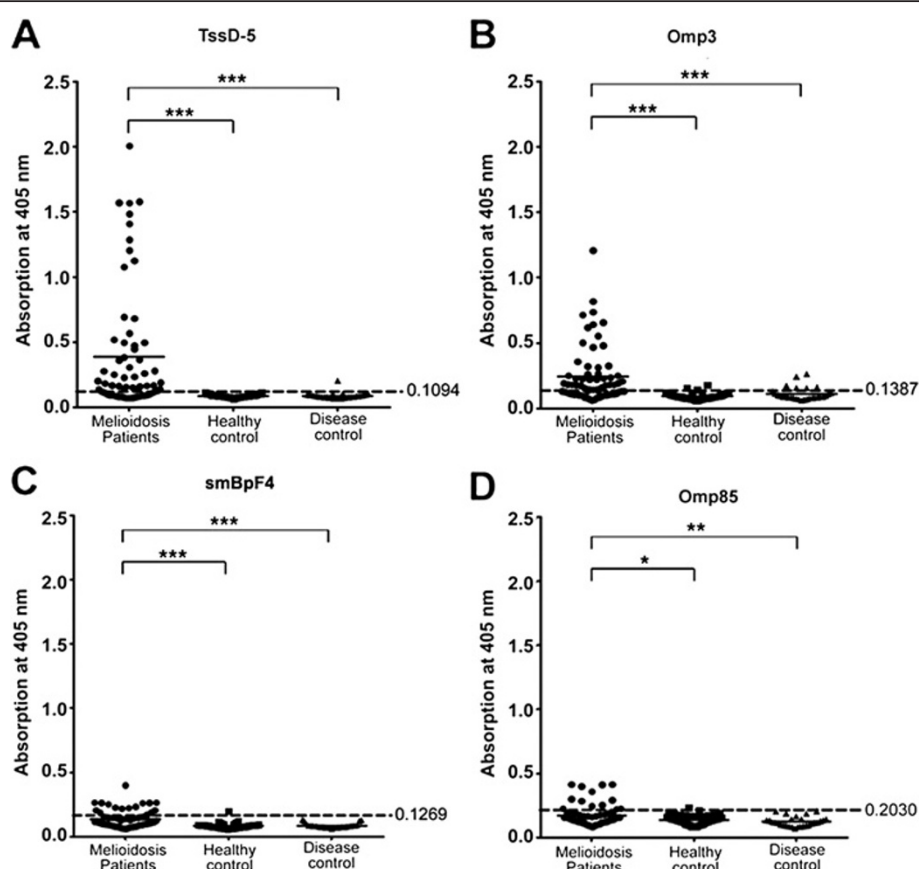 A
TssD-5
Absorption at 405 nm
2.5
2.0
1.5
1.0
0.5
0.0
***
***
0.1094
Melioidosis
Patients
Healthy
control
Disease
control
B
Omp3
Absorption at 405 nm
2.5
2.0
1.5
1.0
0.5
0.0
***
***
0.1387
Melioidosis
Patients
Healthy
control
Disease
control
C
smBpF4
Absorption at 405 nm
2.5
2.0
1.5
1.0
0.5
0.0
***
***
0.1269
Melioidosis
Patients
Healthy
control
Disease
control
D
Omp85
Absorption at 405 nm
2.5
2.0
1.5
1.0
0.5
0.0
**
*
0.2030
Melioidosis
Patients
Healthy
control
Disease
control